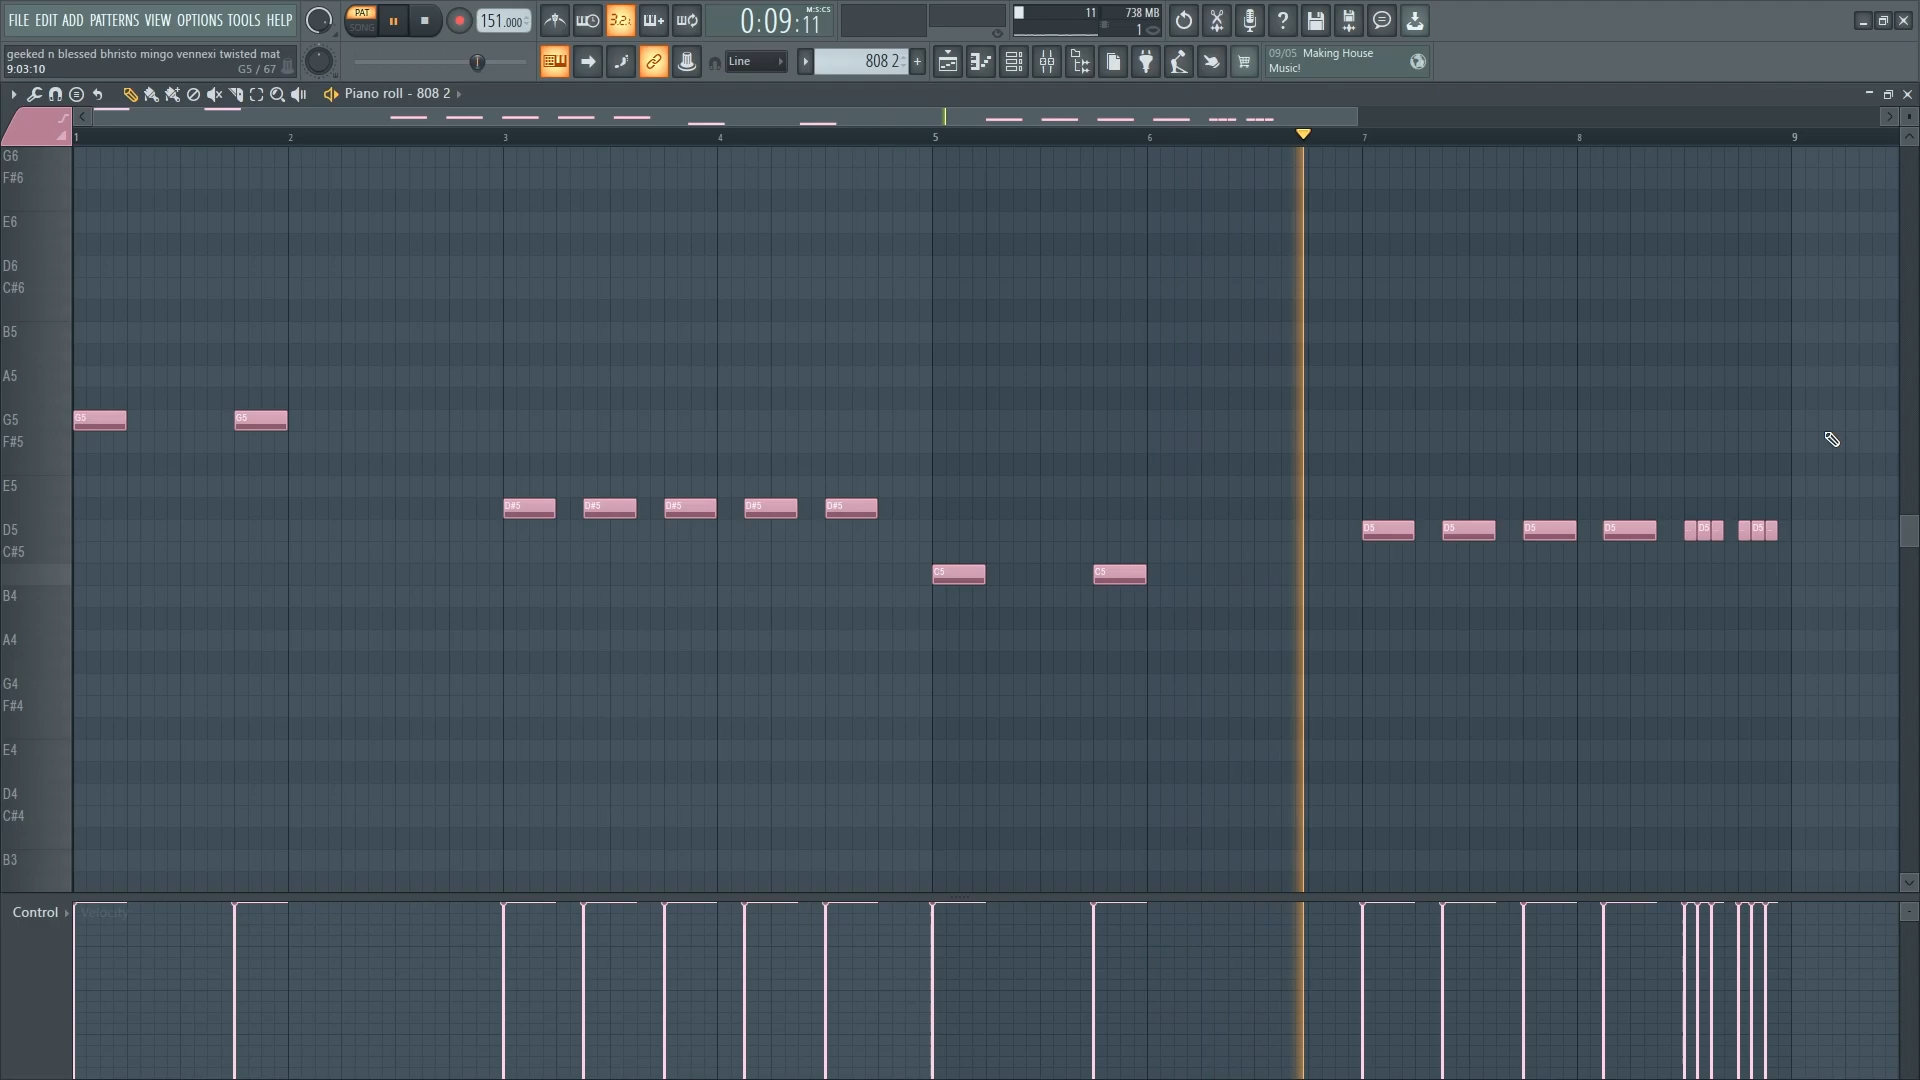 FILE EDIT ADD PATTERNS VIEW OPTIONS TOOLS HELP
PAT
SONG
151.000
3.2.
M:S:CS
0:09:11
11
738 MB
1
geeked n blessed bhristo mingo vennexi twisted mat
9:03:10
G5 / 67
Line
808 2
+
09/05 Making House
Music!
Piano roll - 808 2
1 2 3 4 5 6 7 8 9
G6
F#6
E6
D6
C#6
B5
A5
G5 G5 G5
F#5
E5
D#5 D#5 D#5 D#5 D#5
D5 D5 D5 D5 D5 D5 D5
C#5
C5 C5
B4
A4
G4
F#4
E4
D4
C#4
B3
Control Velocity